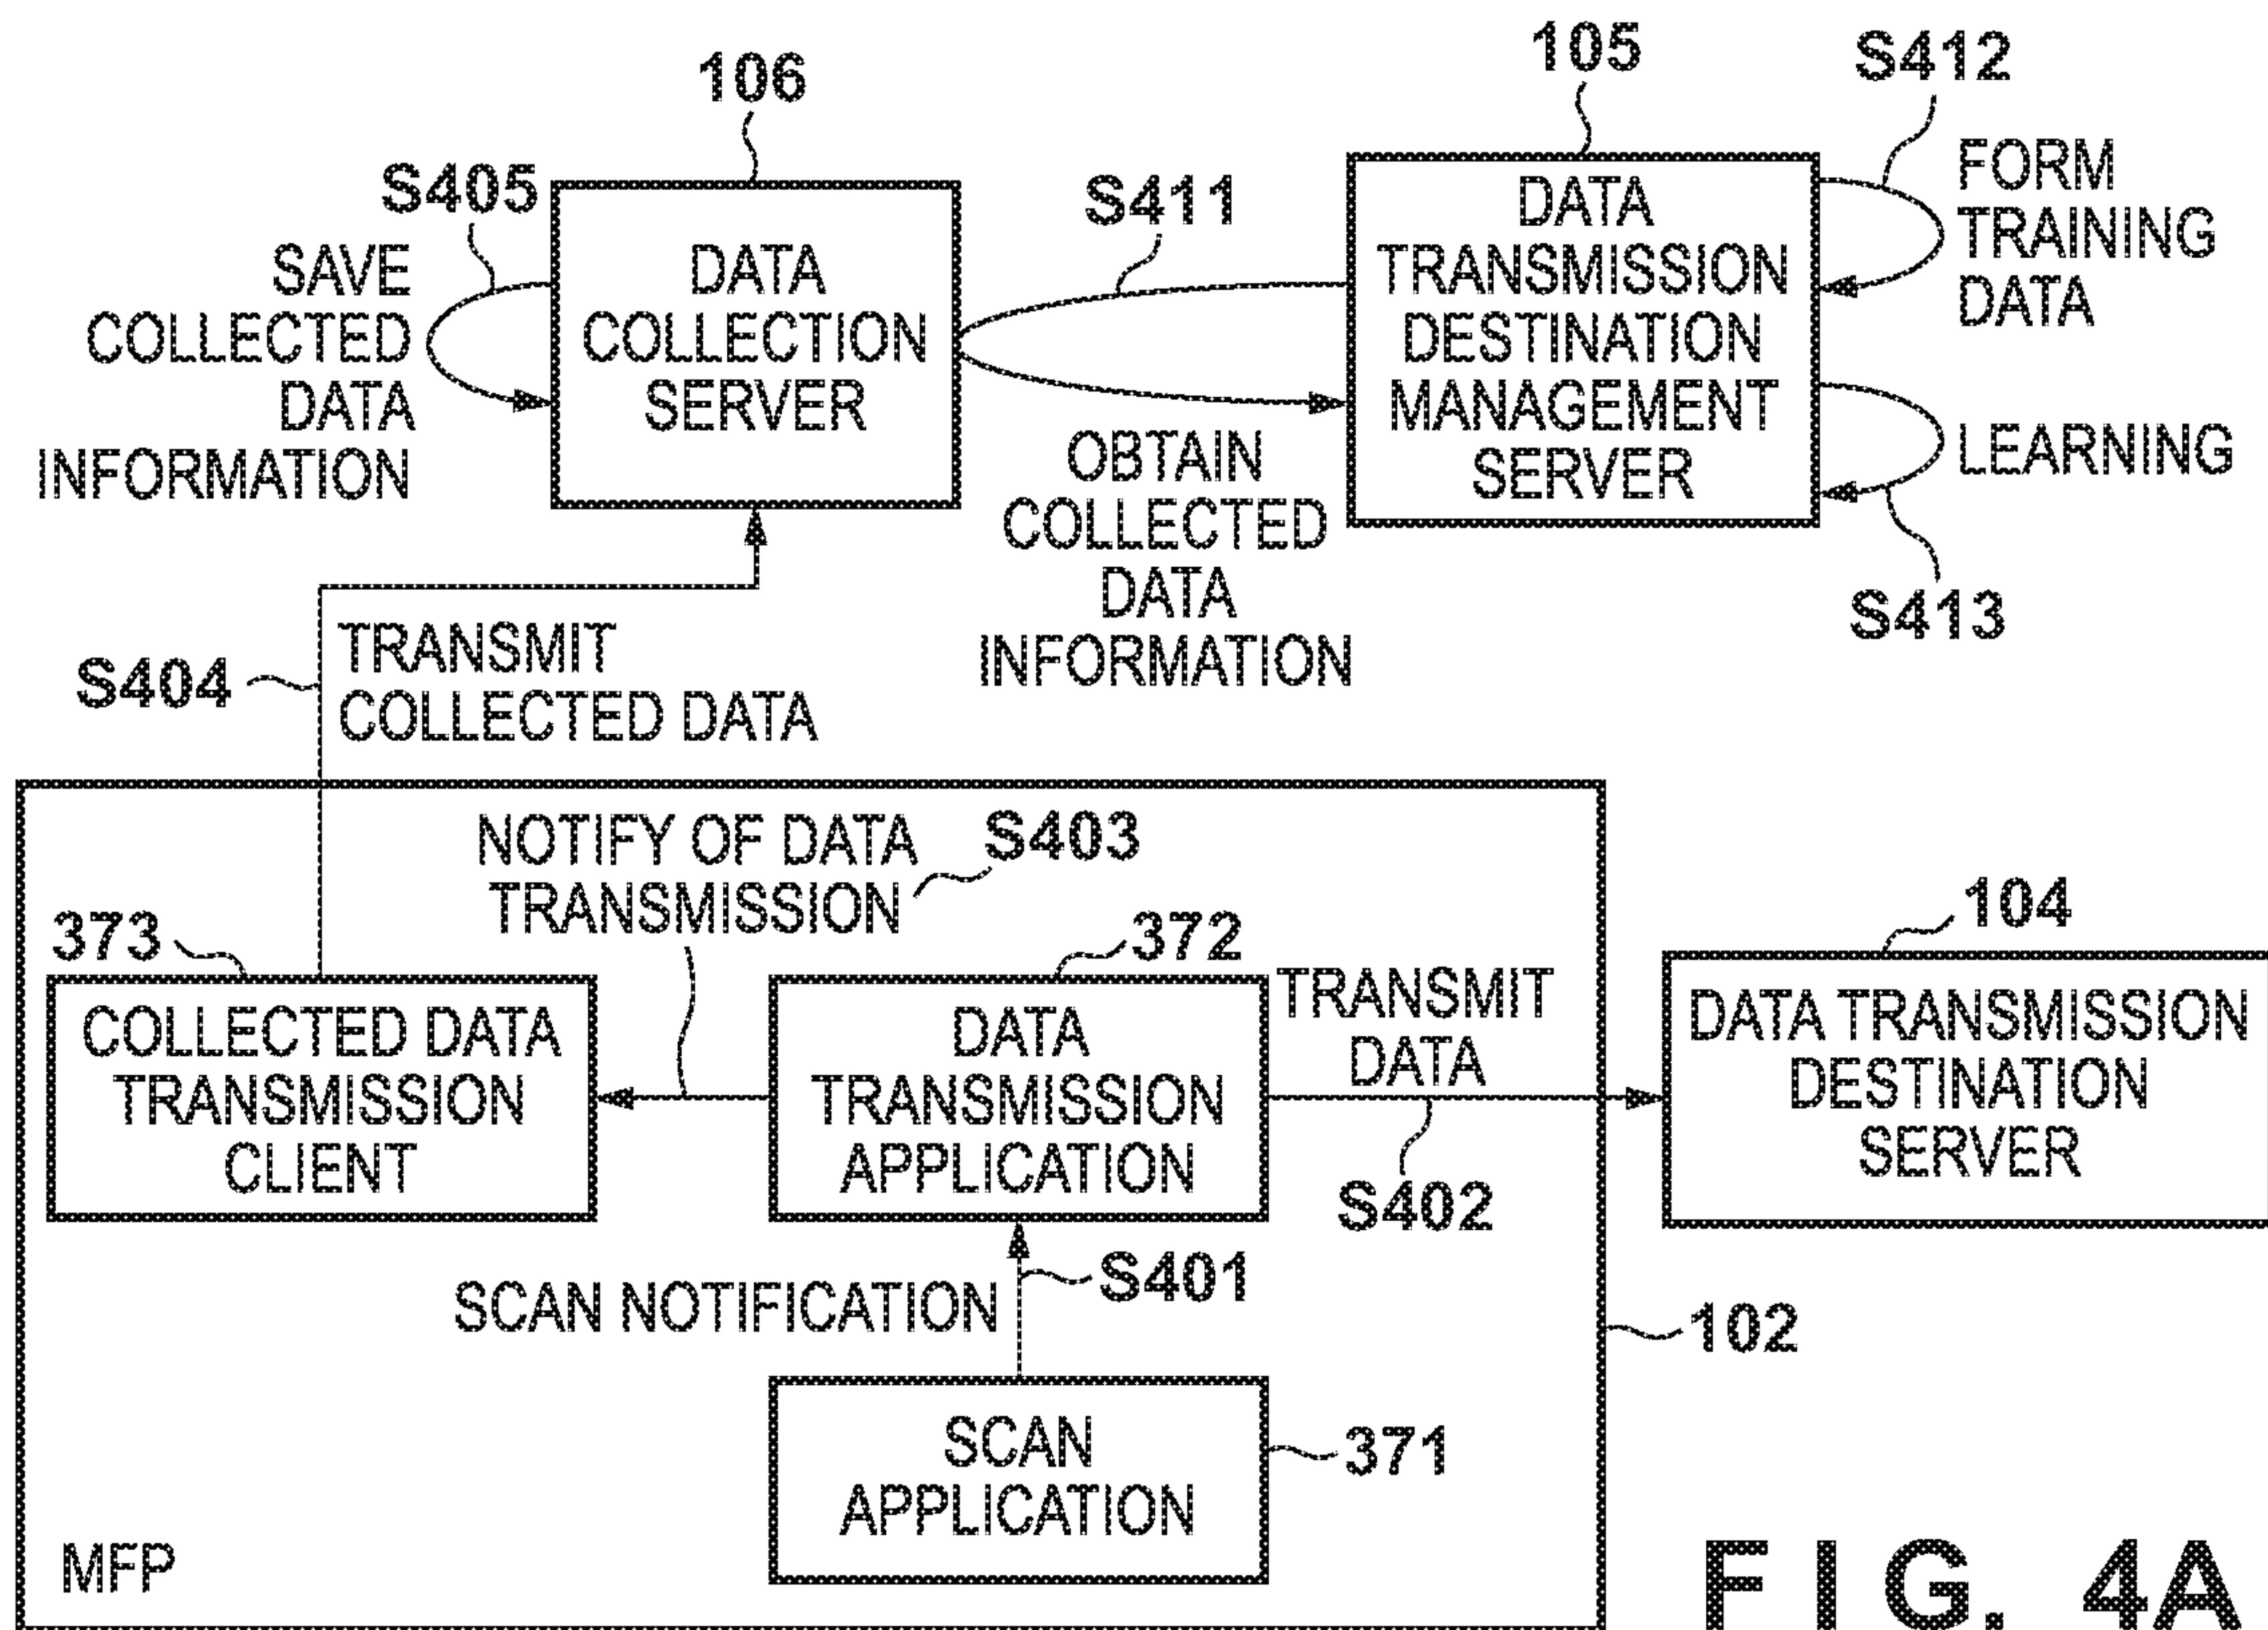 106
105
S412
S405
SAVE
COLLECTED
DATA
INFORMATION
DATA
COLLECTION
SERVER
S411
OBTAIN
COLLECTED
DATA
INFORMATION
DATA
TRANSMISSION
DESTINATION
MANAGEMENT
SERVER
FORM
TRAINING
DATA
LEARNING
S413
S404
TRANSMIT
COLLECTED DATA
NOTIFY OF DATA
TRANSMISSION
S403
373
COLLECTED DATA
TRANSMISSION
CLIENT
372
DATA
TRANSMISSION
APPLICATION
TRANSMIT
DATA
S402
104
DATA TRANSMISSION
DESTINATION
SERVER
SCAN NOTIFICATION
S401
102
SCAN
APPLICATION
371
MFP
FIG. 4A